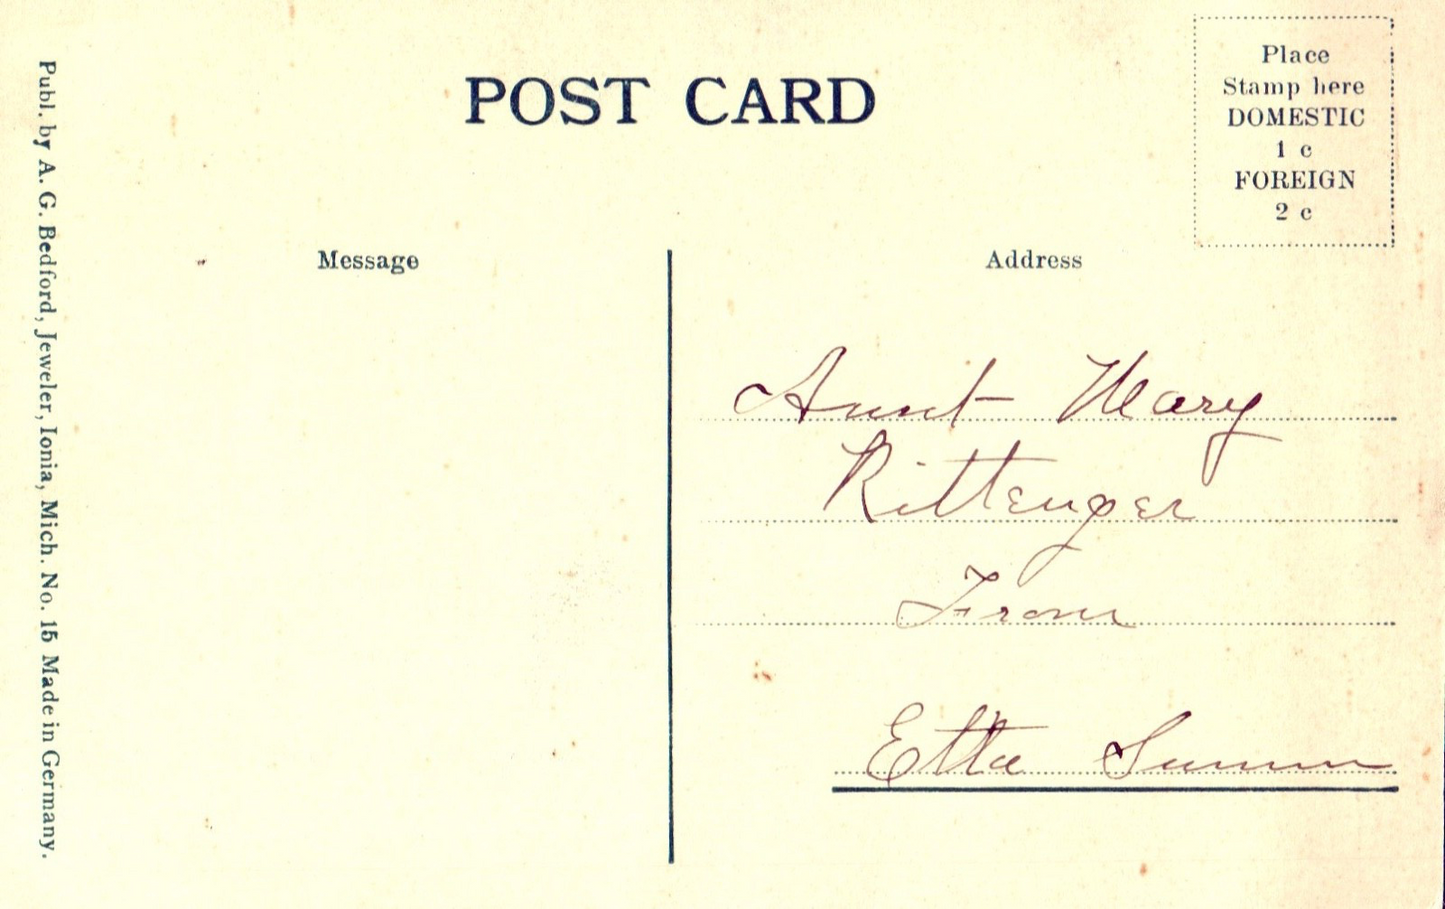 POST CARD
Place
Stamp here
DOMESTIC
1 c
FOREIGN
2 c
Message
Address
Aunt Mary
Rittenger
From
Etta
Publ. by A. G. Bedford, Jeweler, Ionia, Mich. No. 15 Made in Germany.